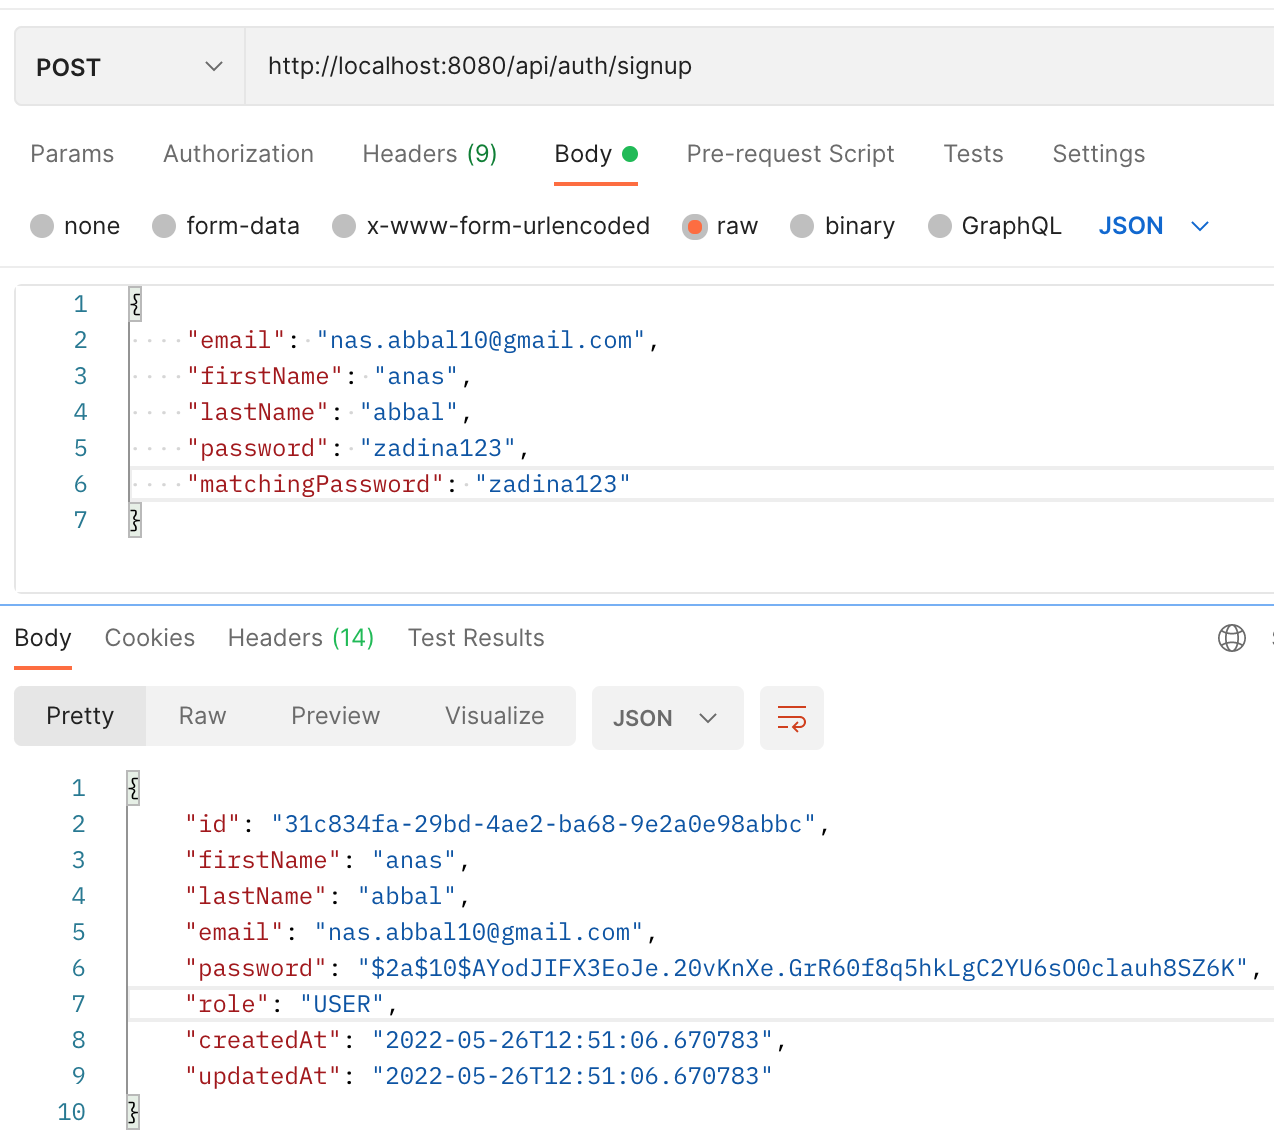 POST http://localhost:8080/api/auth/signup
Params Authorization Headers (9) Body Pre-request Script Tests Settings
none form-data x-www-form-urlencoded raw binary GraphQL JSON
1 {
2 "email": "nas.abbal10@gmail.com",
3 "firstName": "anas",
4 "lastName": "abbal",
5 "password": "zadina123",
6 "matchingPassword": "zadina123"
7 }
Body Cookies Headers (14) Test Results
Pretty Raw Preview Visualize JSON
1 {
2 "id": "31c834fa-29bd-4ae2-ba68-9e2a0e98abbc",
3 "firstName": "anas",
4 "lastName": "abbal",
5 "email": "nas.abbal10@gmail.com",
6 "password": "$2a$10$AYodJIFX3EoJe.20vKnXe.GrR60f8q5hkLgC2YU6sO0clauh8SZ6K",
7 "role": "USER",
8 "createdAt": "2022-05-26T12:51:06.670783",
9 "updatedAt": "2022-05-26T12:51:06.670783"
10 }